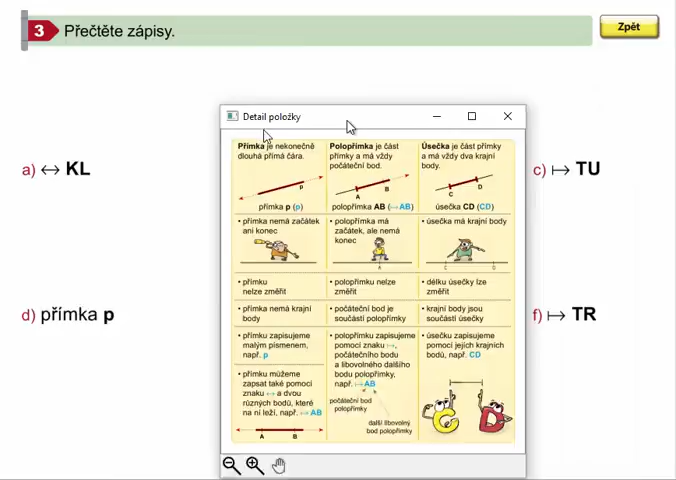 3 Přečtěte zápisy.
Zpět
Detail položky
a) ↔ KL
c) ↦ TU
d) přímka p
f) ↦ TR
Přímka je nekonečně
dlouhá přímá čára.
p
přímka p (p)
• přímka nemá začátek
ani konec
• přímku
nelze změřit
• přímka nemá krajní
body
• přímku zapisujeme
malým písmenem,
např. p
• přímku můžeme
zapsat také pomocí
znaku ↔ a dvou
různých bodů, které
na ní leží, např. ↔ AB
A B
Polopřímka je část
přímky a má vždy
počáteční bod.
A B
polopřímka AB (↦ AB)
• polopřímka má
začátek, ale nemá
konec
A
• polopřímku nelze
změřit
• počáteční bod je
součástí polopřímky
• polopřímku zapisujeme
pomocí znaku ↦,
počátečního bodu
a libovolného dalšího
bodu polopřímky,
např. ↦ AB
počáteční bod
polopřímky
další libovolný
bod polopřímky
Úsečka je část přímky
a má vždy dva krajní
body.
C D
úsečka CD (CD)
• úsečka má krajní body
C D
• délku úsečky lze
změřit
• krajní body jsou
součástí úsečky
• úsečku zapisujeme
pomocí jejích krajních
bodů, např. CD
C D